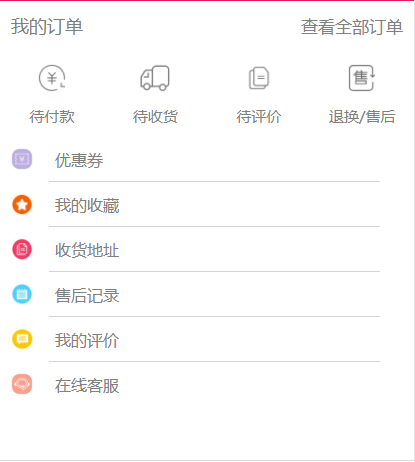 我的订单 查看全部订单
待付款 待收货 待评价 退换/售后
优惠券
我的收藏
收货地址
售后记录
我的评价
在线客服